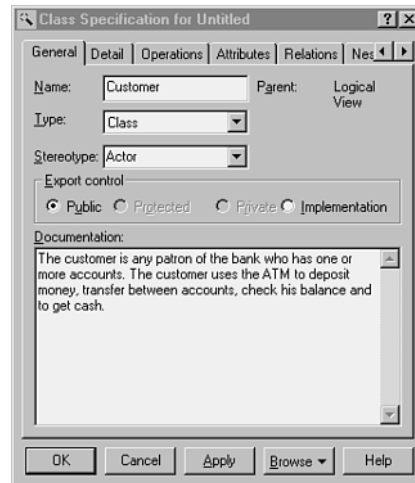 Class Specification for Untitled
General Detail Operations Attributes Relations
Name: Customer Parent: Logical
View
Type: Class
Stereotype: Actor
Export control
Public Protected Private Implementation
Documentation:
The customer is any patron of the bank who has one or
more accounts. The customer uses the ATM to deposit
money, transfer between accounts, check his balance and
to get cash.
OK Cancel Apply Browse Help